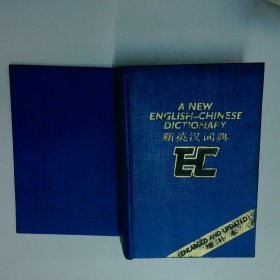 A NEW
ENGLISH-CHINESE
DICTIONARY
新英汉词典
EC
(ENLARGED AND UPDATED)
增补本